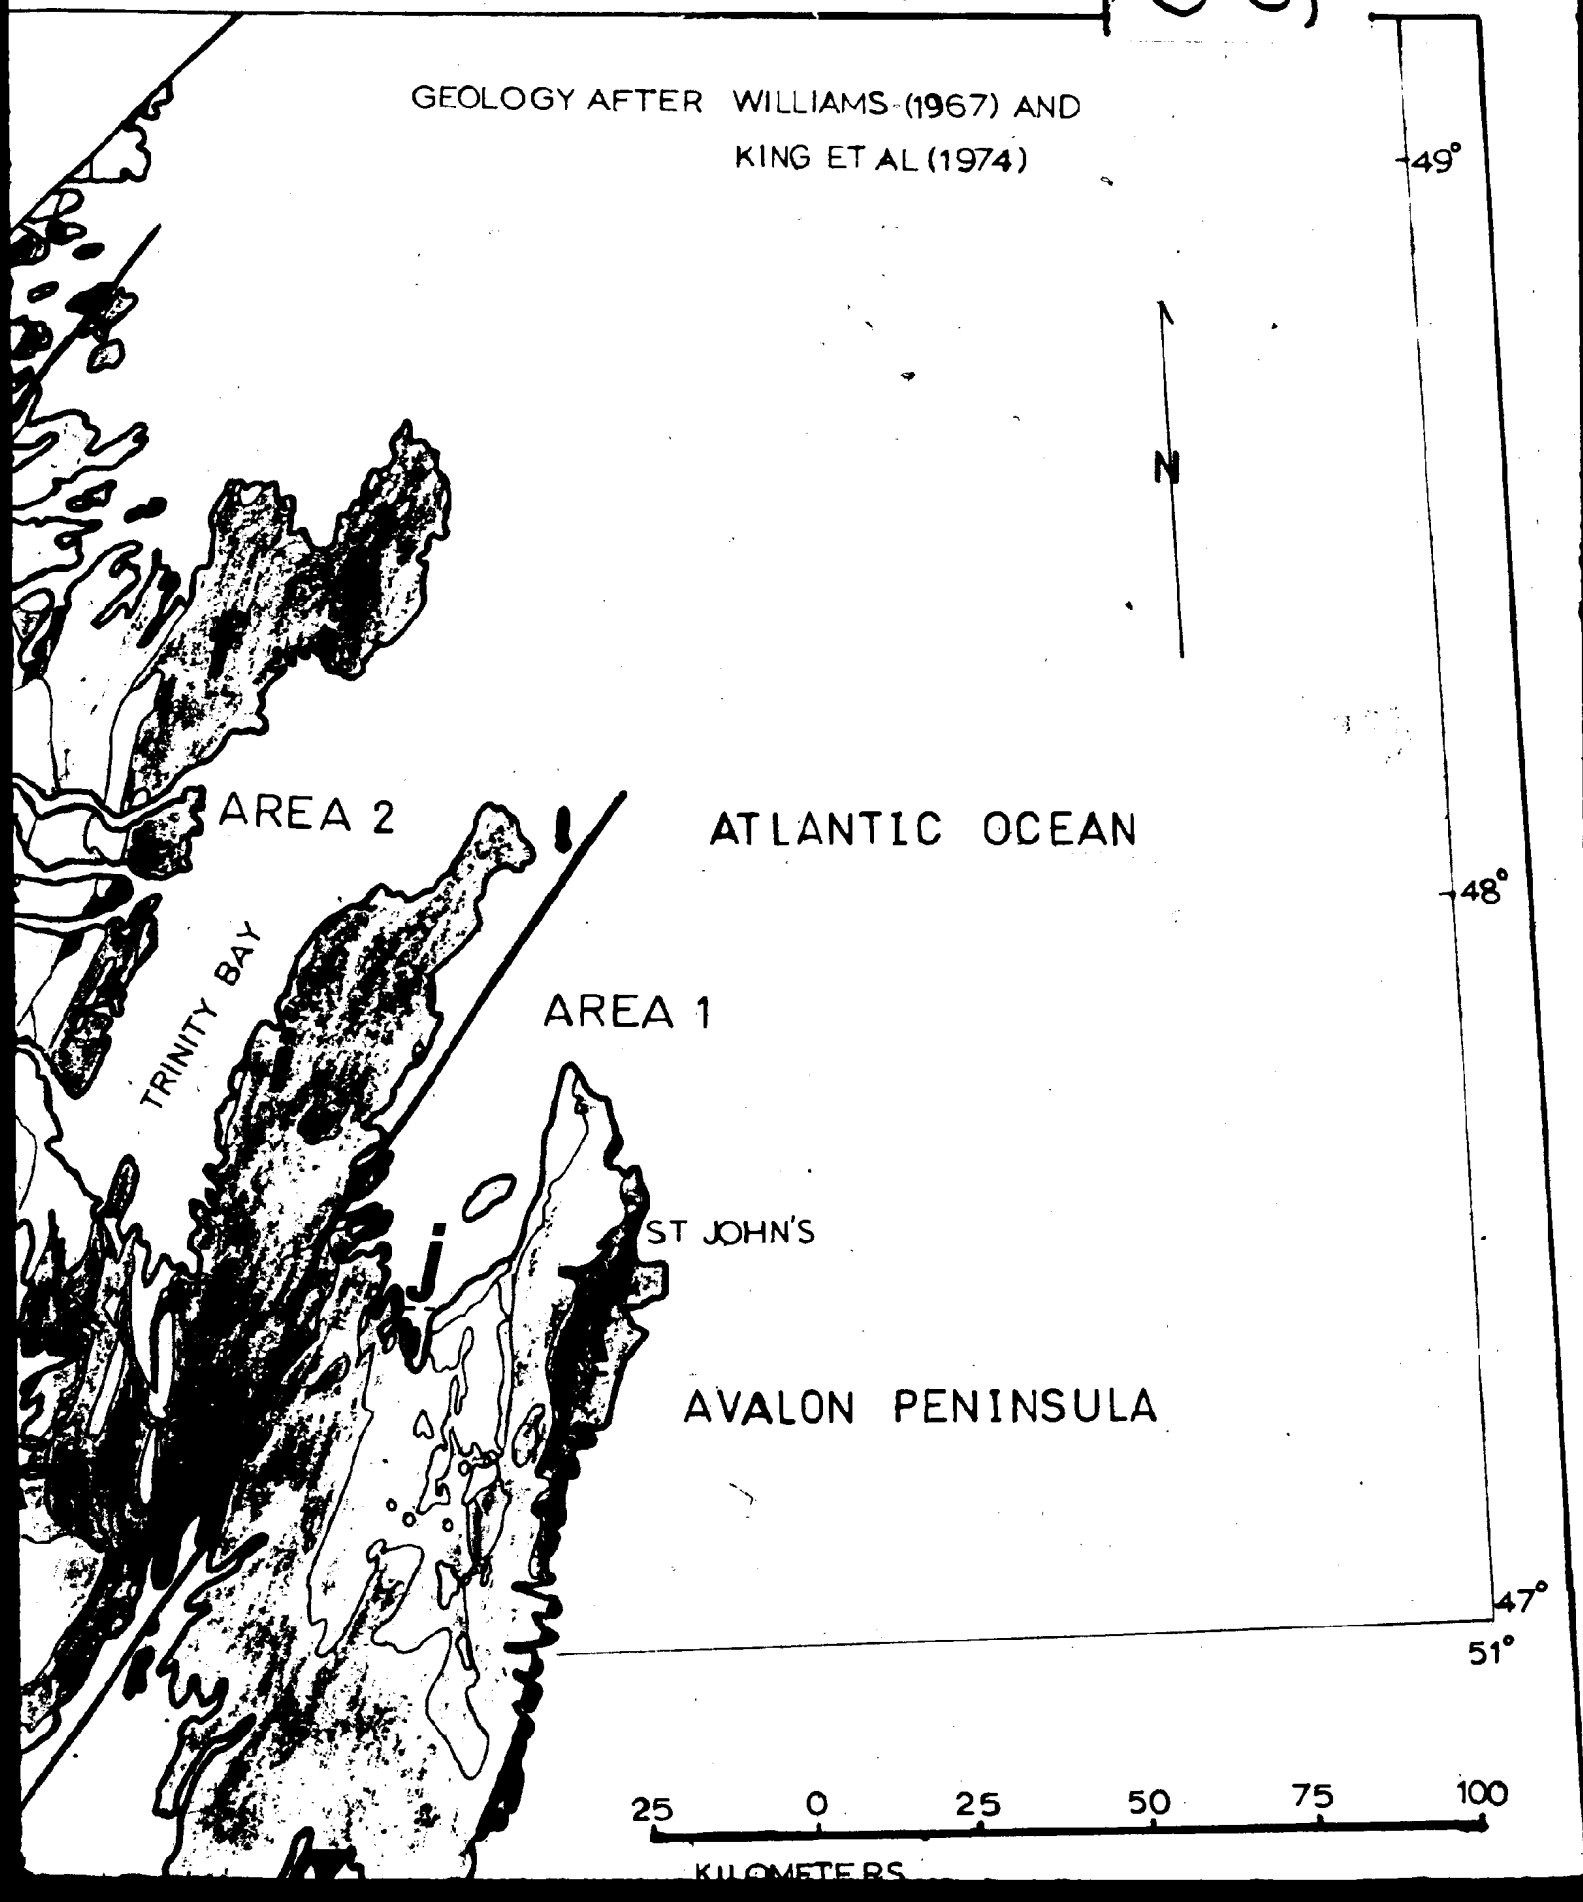 GEOLOGY AFTER WILLIAMS (1967) AND
KING ET AL (1974)
49°
N
AREA 2
ATLANTIC OCEAN
48°
TRINITY BAY
AREA 1
ST JOHN'S
j
AVALON PENINSULA
47°
51°
25 0 25 50 75 100
KILOMETERS